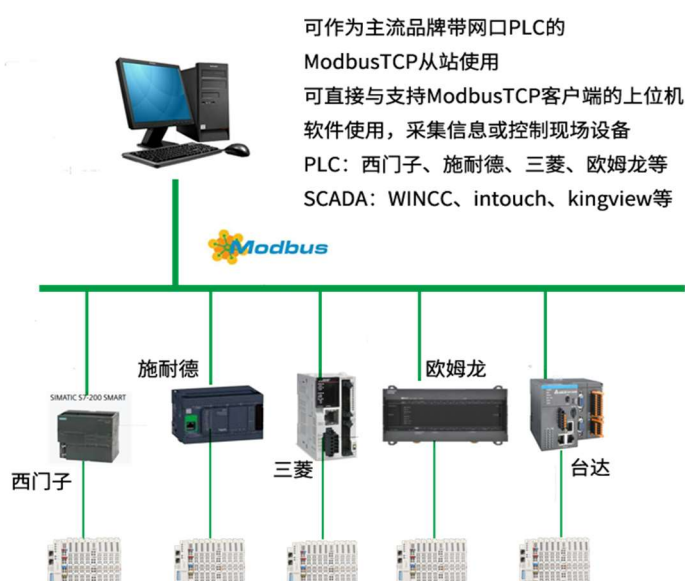 可作为主流品牌带网口PLC的
ModbusTCP从站使用
可直接与支持ModbusTCP客户端的上位机
软件使用，采集信息或控制现场设备
PLC：西门子、施耐德、三菱、欧姆龙等
SCADA：WINCC、intouch、kingview等
Modbus
施耐德
欧姆龙
SIMATIC S7-200 SMART
西门子
三菱
台达